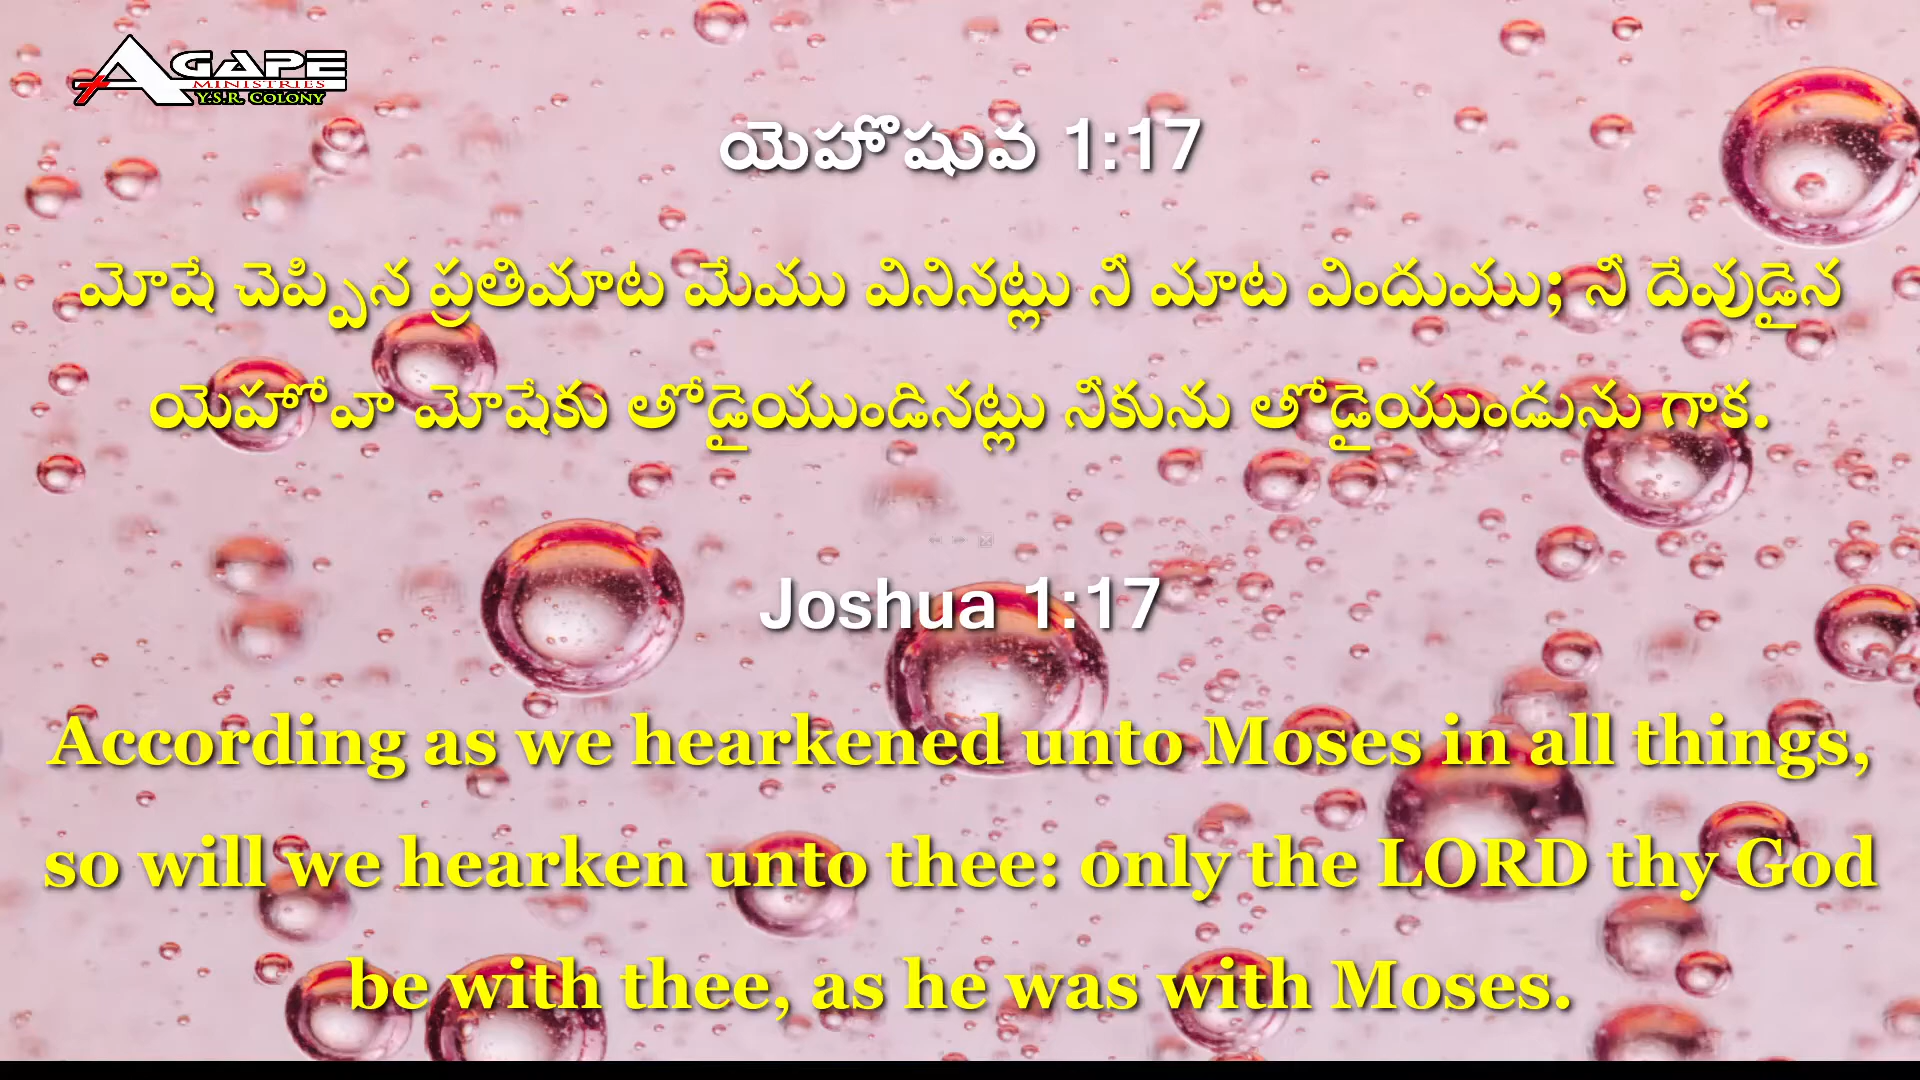 AGAPE
MINISTRIES
Y.S.R. COLONY
యెహొషువ 1:17
మోషే చెప్పిన ప్రతిమాట మేము వినినట్లు నీ మాట విందుము; నీ దేవుడైన
యెహోవా మోషేకు తోడైయుండినట్లు నీకును తోడైయుండును గాక.
Joshua 1:17
According as we hearkened unto Moses in all things,
so will we hearken unto thee: only the LORD thy God
be with thee, as he was with Moses.